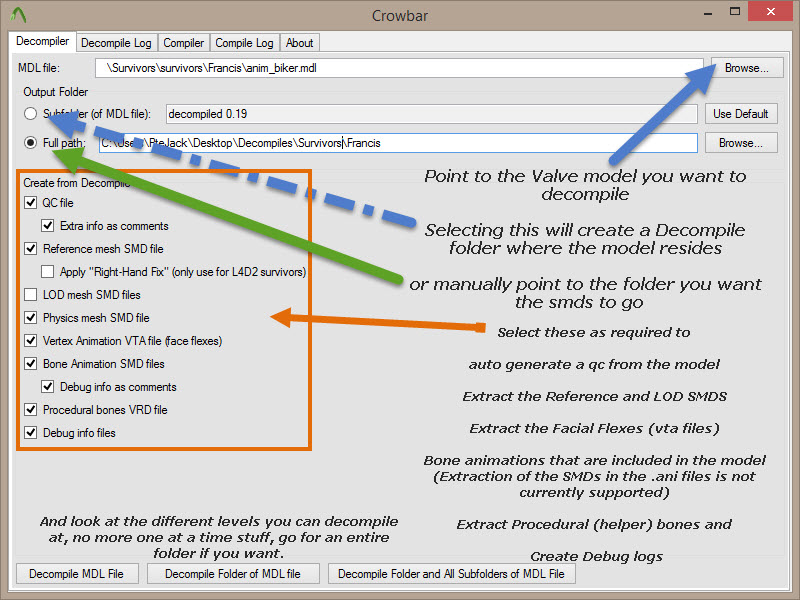 Crowbar
Decompiler Decompile Log Compiler Compile Log About
MDL file: \Survivors\survivors\Francis\anim_biker.mdl Browse...
Output Folder
Subfolder (of MDL file): decompiled 0.19 Use Default
Full path: C:\Users\PteJack\Desktop\Decompiles\Survivors\Francis Browse...
Point to the Valve model you want to
decompile
Selecting this will create a Decompile
folder where the model resides
or manually point to the folder you want
the smds to go
Create from Decompile
QC file
Extra info as comments
Reference mesh SMD file
Apply "Right-Hand Fix" (only use for L4D2 survivors)
LOD mesh SMD files
Physics mesh SMD file
Vertex Animation VTA file (face flexes)
Bone Animation SMD files
Debug info as comments
Procedural bones VRD file
Debug info files
Select these as required to
auto generate a qc from the model
Extract the Reference and LOD SMDS
Extract the Facial Flexes (vta files)
Bone animations that are included in the model
(Extraction of the SMDs in the .ani files is not
currently supported)
Extract Procedural (helper) bones and
Create Debug logs
And look at the different levels you can decompile
at, no more one at a time stuff, go for an entire
folder if you want.
Decompile MDL File Decompile Folder of MDL file Decompile Folder and All Subfolders of MDL File